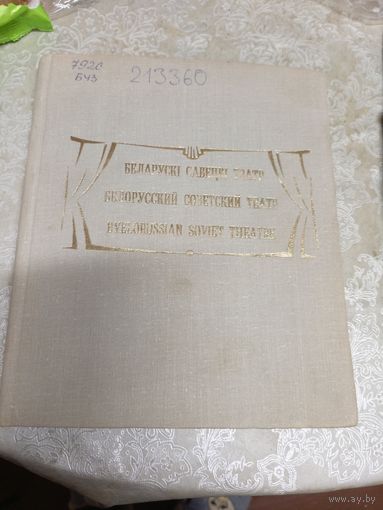 792С
Б43
213360
БЕЛАРУСКІ САВЕЦКІ ТЭАТР
БЕЛОРУССКИЙ СОВЕТСКИЙ ТЕАТР
BYELORUSSIAN SOVIET THEATRE
www.ay.by